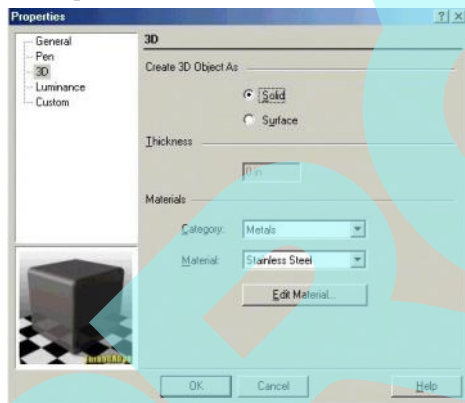 Properties
General
Pen
3D
Luminance
Custom
3D
Create 3D Object As
Solid
Surface
Thickness
0 in
Materials
Category:
Metals
Material:
Stainless Steel
Edit Material...
OK
Cancel
Help